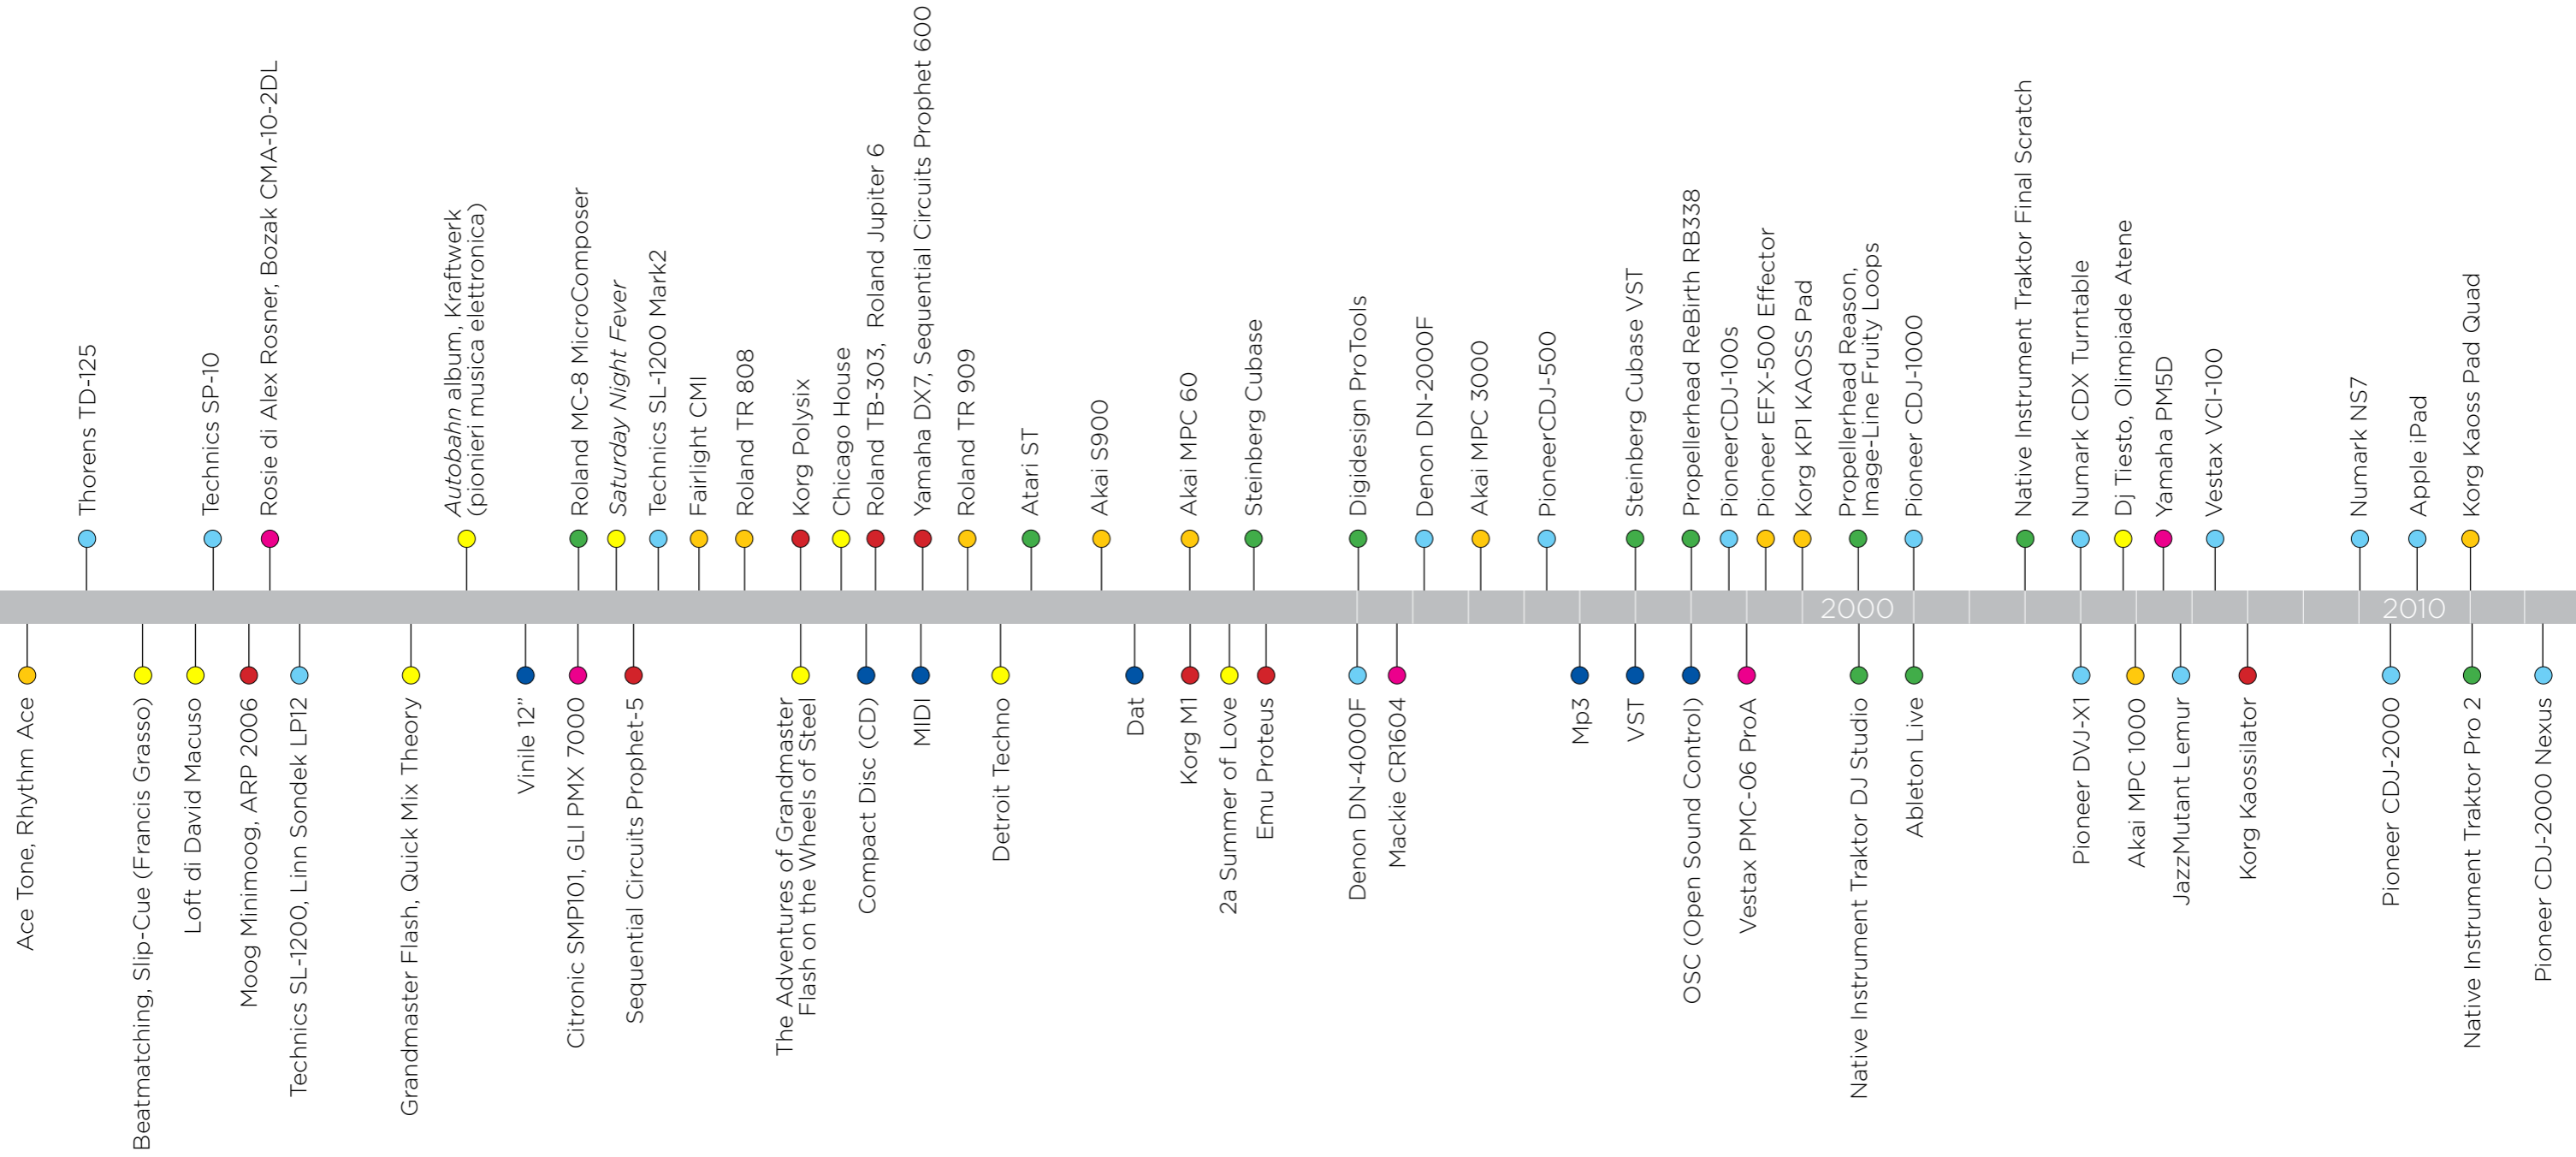 Thorens TD-125
Technics SP-10
Rosie di Alex Rosner, Bozak CMA-10-2DL
Autobahn album, Kraftwerk
(pionieri musica elettronica)
Roland MC-8 MicroComposer
Saturday Night Fever
Technics SL-1200 Mark2
Fairlight CMI
Roland TR 808
Korg Polysix
Chicago House
Roland TB-303, Roland Jupiter 6
Yamaha DX7, Sequential Circuits Prophet 600
Roland TR 909
Atari ST
Akai S900
Akai MPC 60
Steinberg Cubase
Digidesign ProTools
Denon DN-2000F
Akai MPC 3000
PioneerCDJ-500
Steinberg Cubase VST
Propellerhead ReBirth RB338
PioneerCDJ-100s
Pioneer EFX-500 Effector
Korg KP1 KAOSS Pad
Propellerhead Reason,
Image-Line Fruity Loops
Pioneer CDJ-1000
Native Instrument Traktor Final Scratch
Numark CDX Turntable
Dj Tiesto, Olimpiade Atene
Yamaha PM5D
Vestax VCI-100
Numark NS7
Apple iPad
Korg Kaoss Pad Quad
2000
2010
Ace Tone, Rhythm Ace
Beatmatching, Slip-Cue (Francis Grasso)
Loft di David Macuso
Moog Minimoog, ARP 2006
Technics SL-1200, Linn Sondek LP12
Grandmaster Flash, Quick Mix Theory
Vinile 12”
Citronic SMP101, GLI PMX 7000
Sequential Circuits Prophet-5
The Adventures of Grandmaster
Flash on the Wheels of Steel
Compact Disc (CD)
MIDI
Detroit Techno
Dat
Korg M1
2a Summer of Love
Emu Proteus
Denon DN-4000F
Mackie CR1604
Mp3
VST
OSC (Open Sound Control)
Vestax PMC-06 ProA
Native Instrument Traktor DJ Studio
Ableton Live
Pioneer DVJ-X1
Akai MPC 1000
JazzMutant Lemur
Korg Kaossilator
Pioneer CDJ-2000
Native Instrument Traktor Pro 2
Pioneer CDJ-2000 Nexus